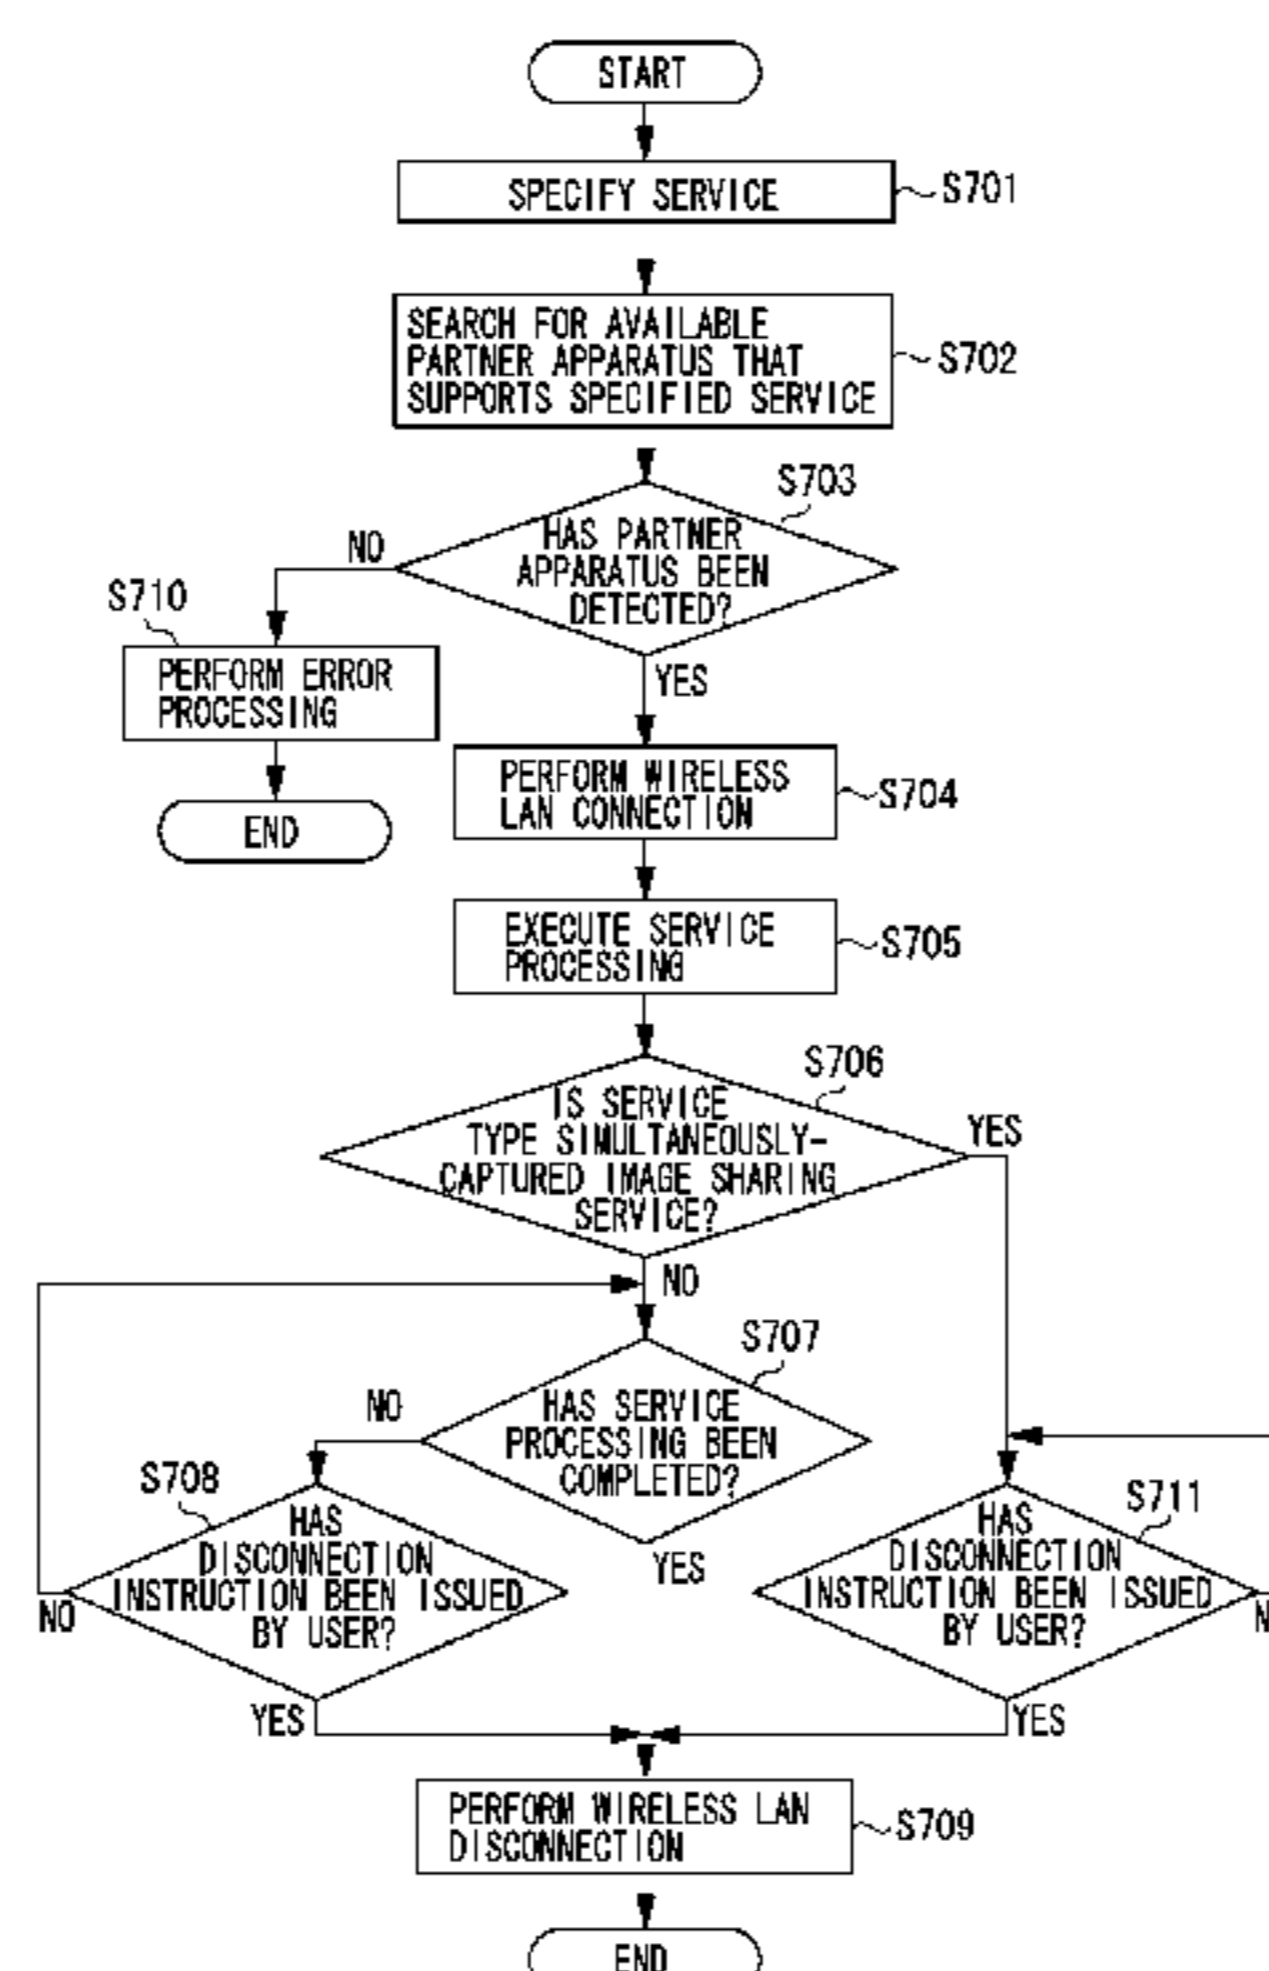 START
SPECIFY SERVICE
S701
SEARCH FOR AVAILABLE
PARTNER APPARATUS THAT
SUPPORTS SPECIFIED SERVICE
S702
S703
HAS PARTNER
APPARATUS BEEN
DETECTED?
NO
YES
S710
PERFORM ERROR
PROCESSING
END
PERFORM WIRELESS
LAN CONNECTION
S704
EXECUTE SERVICE
PROCESSING
S705
S706
IS SERVICE
TYPE SIMULTANEOUSLY-
CAPTURED IMAGE SHARING
SERVICE?
YES
NO
S707
HAS SERVICE
PROCESSING BEEN
COMPLETED?
NO
YES
S708
HAS
DISCONNECTION
INSTRUCTION BEEN ISSUED
BY USER?
NO
YES
S711
HAS
DISCONNECTION
INSTRUCTION BEEN ISSUED
BY USER?
YES
PERFORM WIRELESS LAN
DISCONNECTION
S709
END